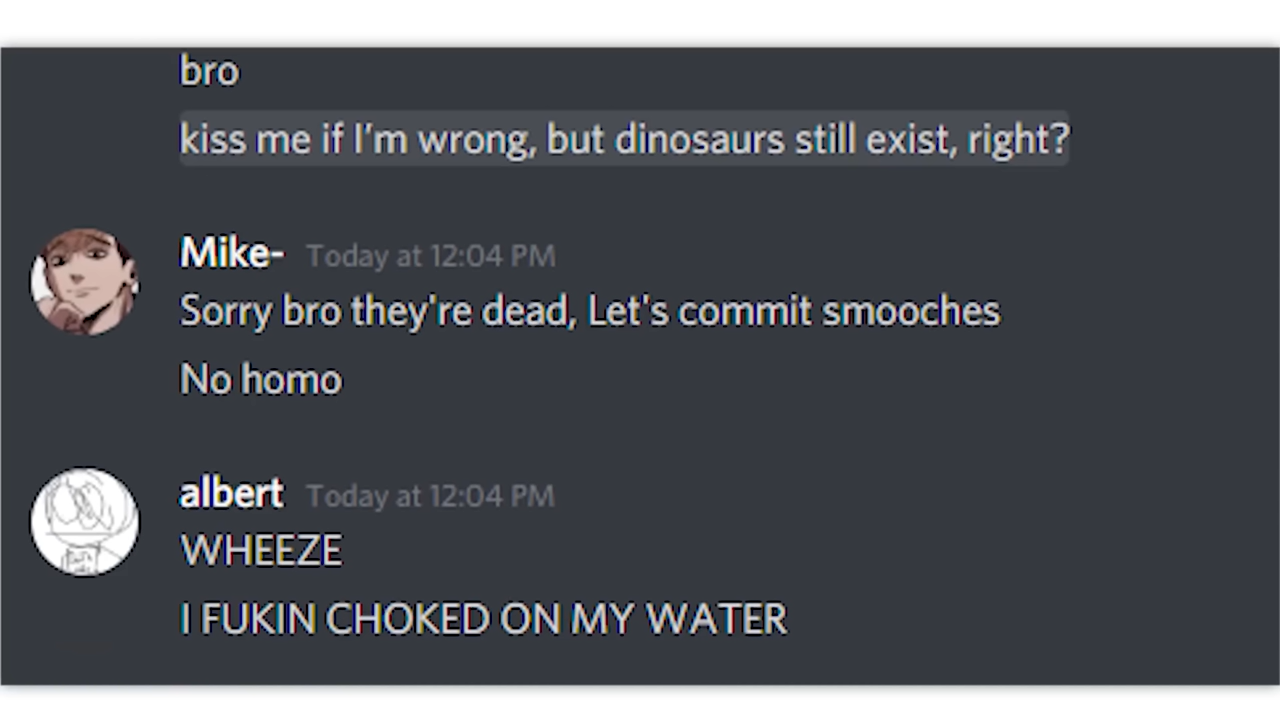 bro
kiss me if I'm wrong, but dinosaurs still exist, right?
Mike- Today at 12:04 PM
Sorry bro they're dead, Let's commit smooches
No homo
albert Today at 12:04 PM
WHEEZE
I FUKIN CHOKED ON MY WATER